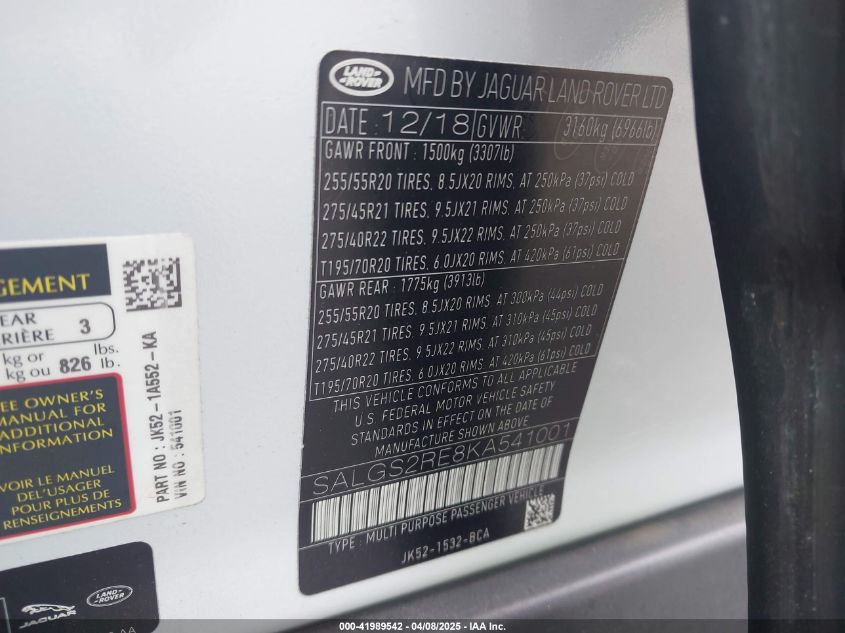 LAND ROVER
MFD BY JAGUAR LAND ROVER LTD
DATE: 12/18 GVWR 3160kg (6966lb)
GAWR FRONT : 1500kg (3307lb)
255/55R20 TIRES, 8.5JX20 RIMS, AT 250kPa (37psi) COLD
275/45R21 TIRES, 9.5JX21 RIMS, AT 250kPa (37psi) COLD
275/40R22 TIRES, 9.5JX22 RIMS, AT 250kPa (37psi) COLD
T195/70R20 TIRES, 6.0JX20 RIMS, AT 420kPa (61psi) COLD
GAWR REAR : 1775kg (3913lb)
255/55R20 TIRES, 8.5JX20 RIMS, AT 300kPa (44psi) COLD
275/45R21 TIRES, 9.5JX21 RIMS, AT 310kPa (45psi) COLD
275/40R22 TIRES, 9.5JX22 RIMS, AT 310kPa (45psi) COLD
T195/70R20 TIRES, 6.0JX20 RIMS, AT 420kPa (61psi) COLD
THIS VEHICLE CONFORMS TO ALL APPLICABLE
U.S. FEDERAL MOTOR VEHICLE SAFETY
STANDARDS IN EFFECT ON THE DATE OF
MANUFACTURE SHOWN ABOVE
SALGS2RE8KA541001
TYPE : MULTI PURPOSE PASSENGER VEHICLE
JK52-1532-BCA
3
kg or lbs.
kg ou 826 lb.
OWNER'S
MANUAL FOR
ADDITIONAL
INFORMATION
VOIR LE MANUEL
DEL'USAGER
POUR PLUS DE
RENSEIGNEMENTS
PART NO · JK52-1A552-KA
VIN NO · 541001
JAGUAR
LAND ROVER
000-41989542 - 04/08/2025 - IAA Inc.